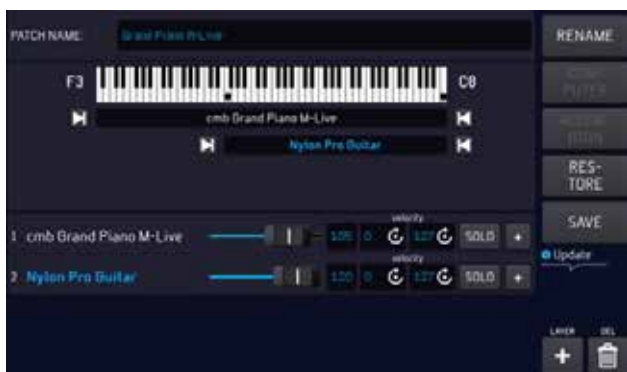 PATCH NAME:
Grand Piano M-Live
RENAME
F3
C8
cmb Grand Piano M-Live
Nylon Pro Guitar
RES-
TORE
SAVE
Update
velocity
1 cmb Grand Piano M-Live 105 0 127 SOLO +
velocity
2 Nylon Pro Guitar 120 0 127 SOLO +
LAYER DEL
+